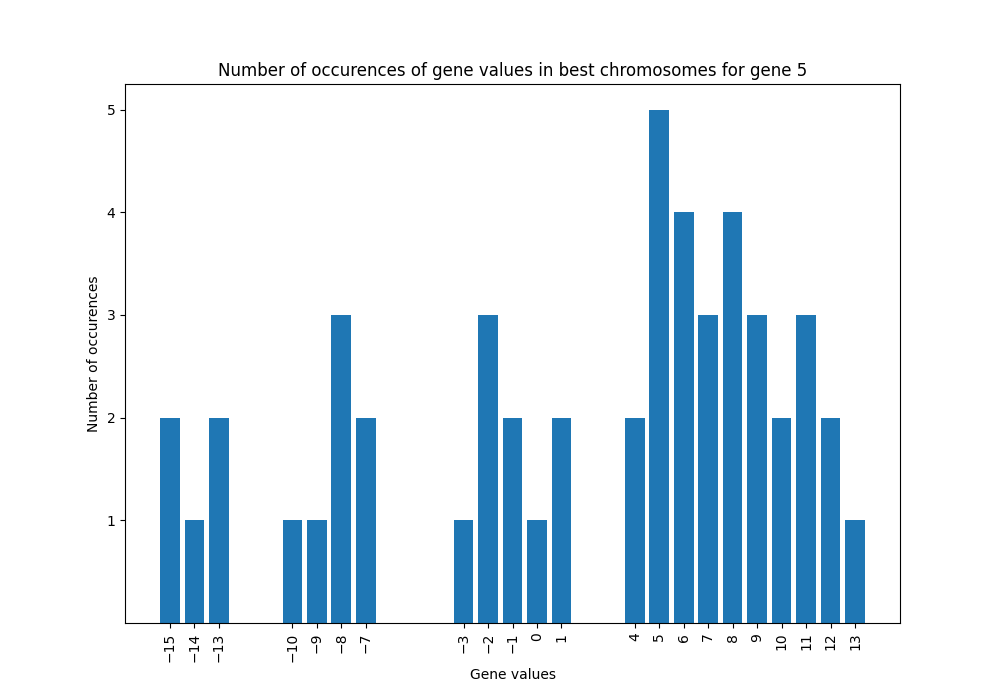 Number of occurences of gene values in best chromosomes for gene 5
Number of occurences
5
4
3
2
1
−15 −14 −13 −10 −9 −8 −7 −3 −2 −1 0 1 4 5 6 7 8 9 10 11 12 13
Gene values